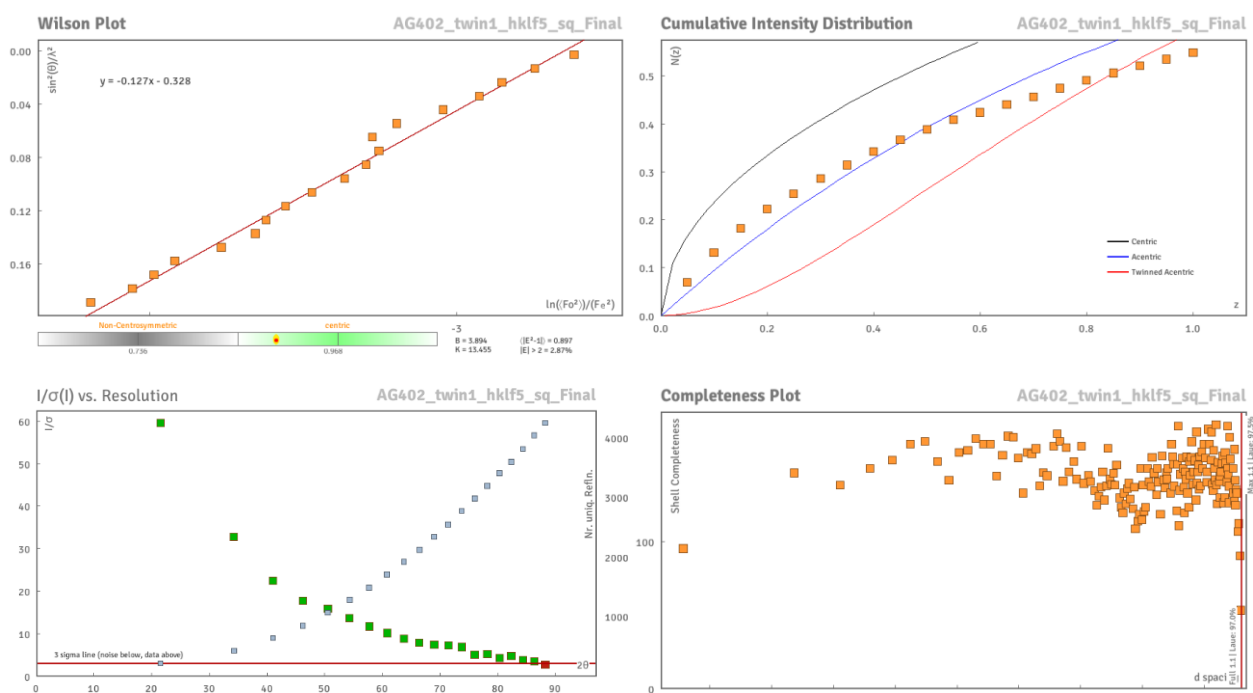 Wilson Plot AG402_twin1_hklf5_sq_Final
0.00
0.04
0.08
0.12
0.16
sin²(θ)/λ²
y = -0.127x - 0.328
ln(⟨Fo²⟩)/(Fe²)
-3
Non-Centrosymmetric centric
0.736 0.968
B = 3.894 ⟨|E²-1|⟩ = 0.897
K = 13.455 |E| > 2 = 2.87%
Cumulative Intensity Distribution AG402_twin1_hklf5_sq_Final
N(z)
0.5
0.4
0.3
0.2
0.1
0.0
Centric
Acentric
Twinned Acentric
z
0.0 0.2 0.4 0.6 0.8 1.0
I/σ(I) vs. Resolution AG402_twin1_hklf5_sq_Final
I/σ
60
50
40
30
20
10
0
Nr. uniq. Refln.
4000
3000
2000
1000
3 sigma line (noise below, data above)
2θ
0 10 20 30 40 50 60 70 80 90
Completeness Plot AG402_twin1_hklf5_sq_Final
Shell Completeness
100
0
Max 1.1 | Laue: 97.5%
Full 1.1 | Laue: 97.0%
d spaci